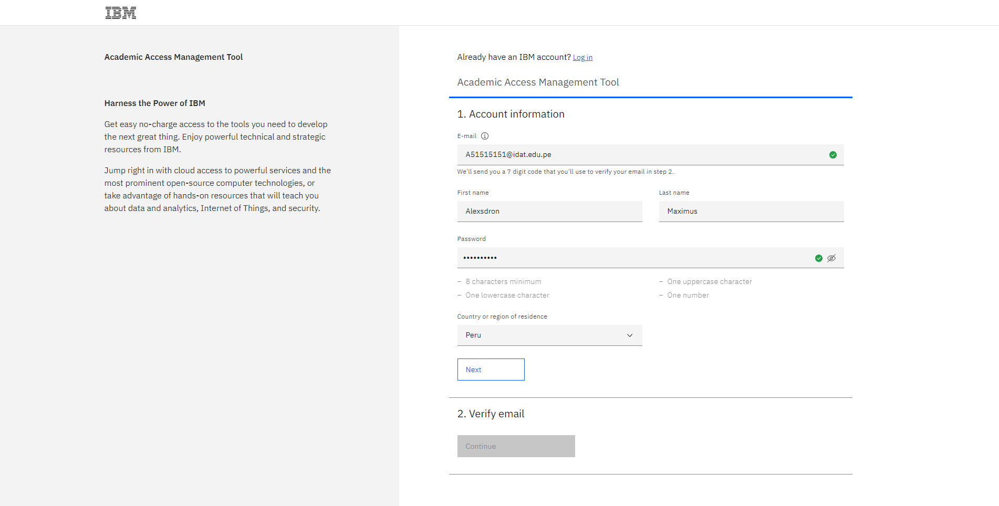 IBM
Academic Access Management Tool
Harness the Power of IBM
Get easy no-charge access to the tools you need to develop
the next great thing. Enjoy powerful technical and strategic
resources from IBM.
Jump right in with cloud access to powerful services and the
most prominent open-source computer technologies, or
take advantage of hands-on resources that will teach you
about data and analytics, Internet of Things, and security.
Already have an IBM account? Log in
Academic Access Management Tool
1. Account information
E-mail
A51515151@idat.edu.pe
We'll send you a 7 digit code that you'll use to verify your email in step 2.
First name
Last name
Alexsdron
Maximus
Password
••••••••••
– 8 characters minimum
– One uppercase character
– One lowercase character
– One number
Country or region of residence
Peru
Next
2. Verify email
Continue